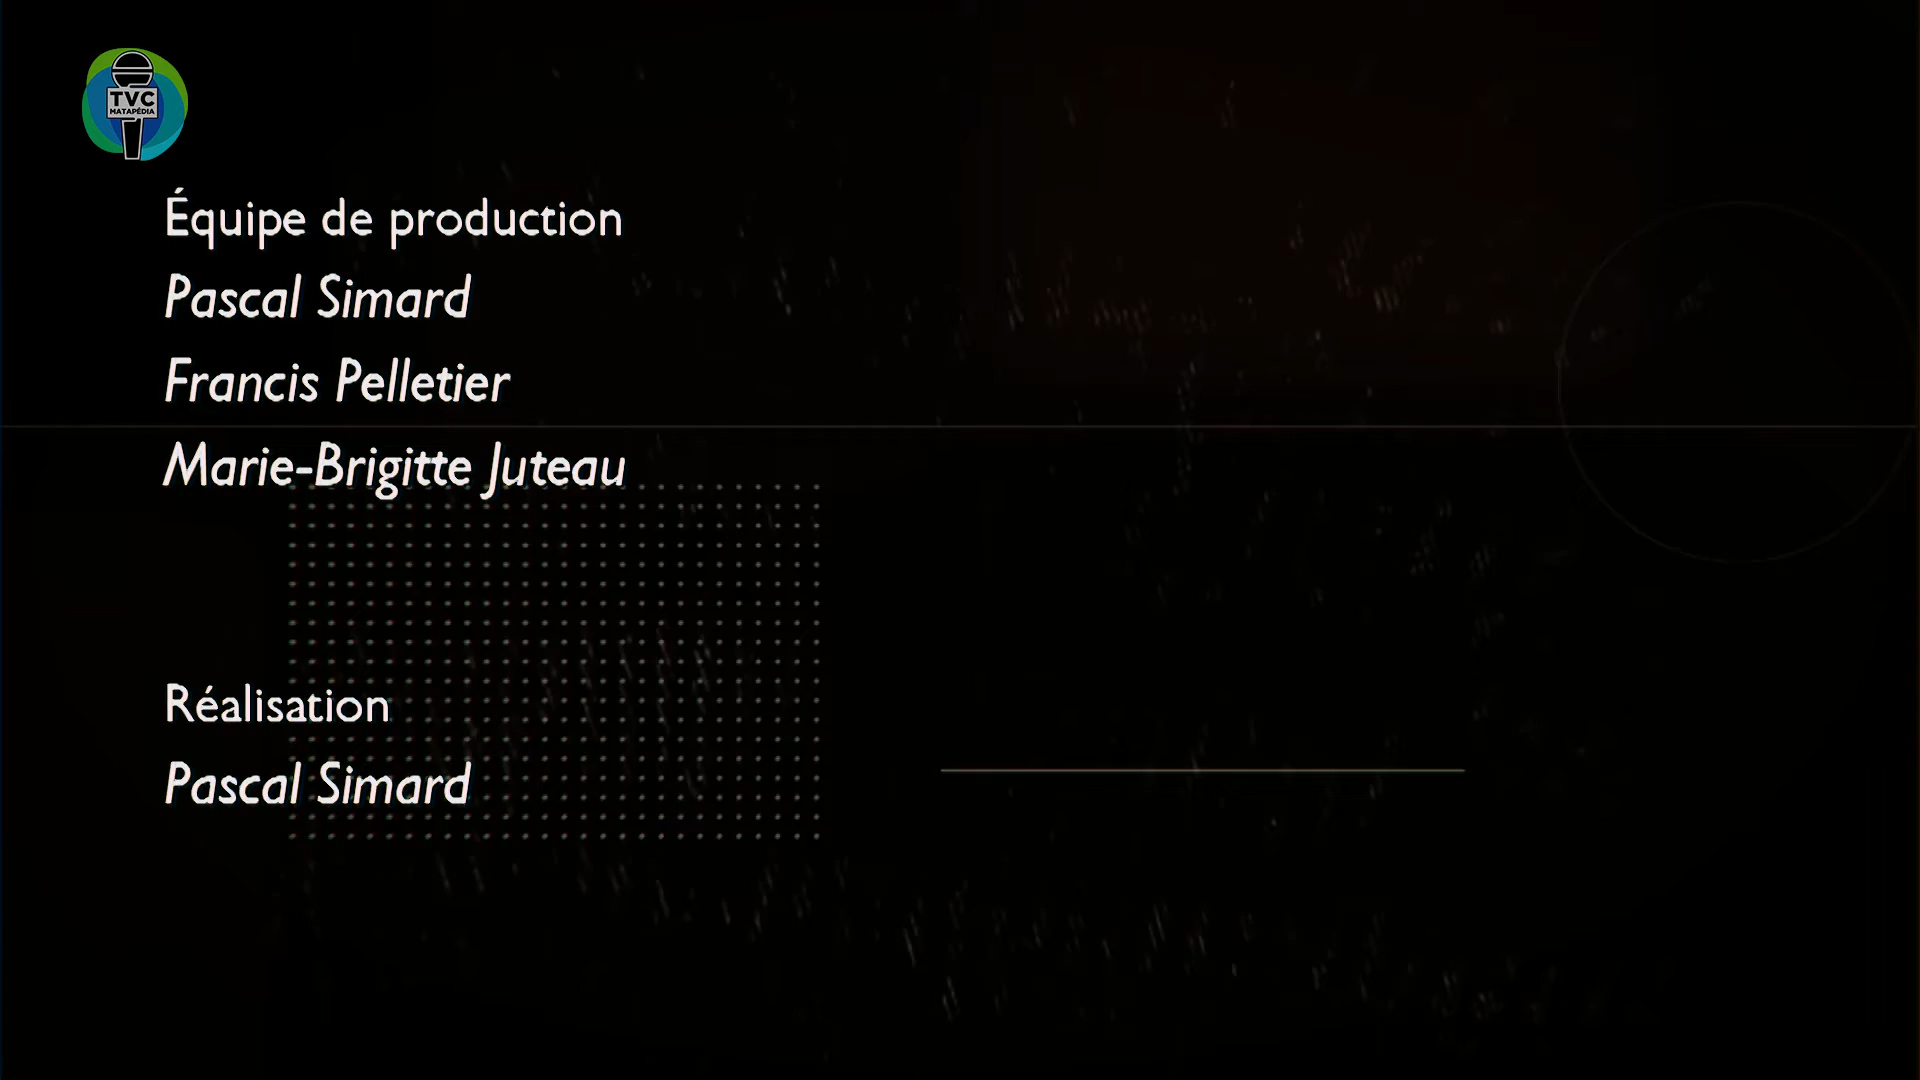 TVC
MATAPÉDIA
Équipe de production
Pascal Simard
Francis Pelletier
Marie-Brigitte Juteau
Réalisation
Pascal Simard